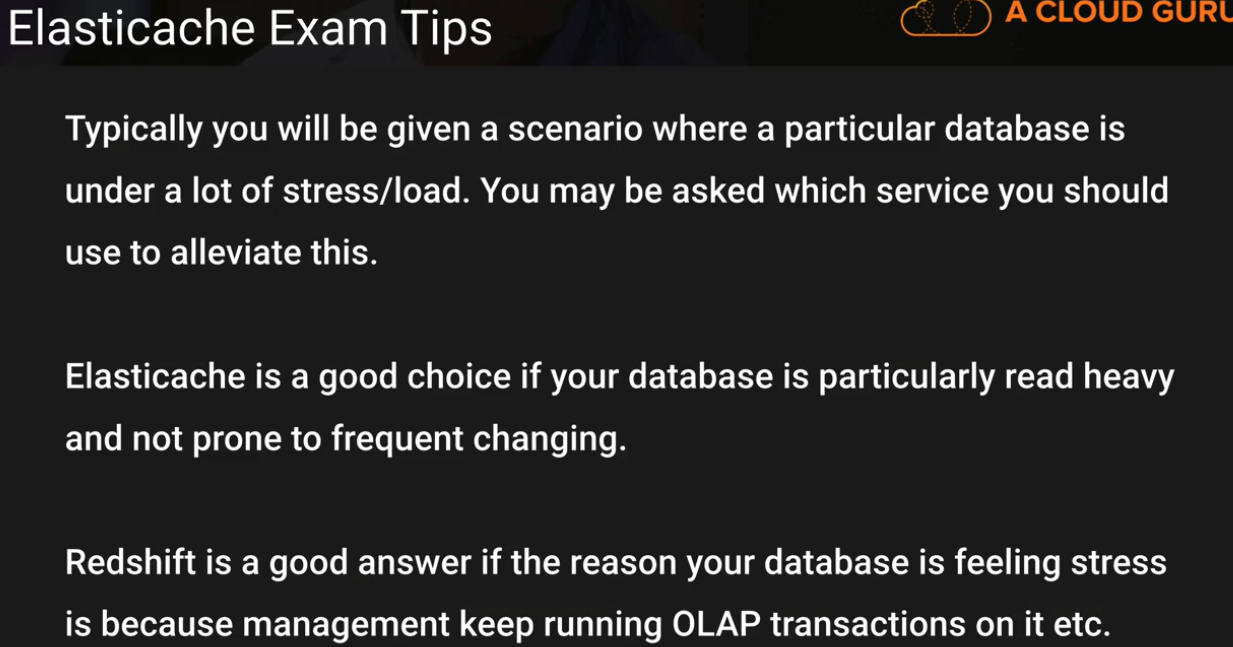 Elasticache Exam Tips
A CLOUD GURU
Typically you will be given a scenario where a particular database is
under a lot of stress/load. You may be asked which service you should
use to alleviate this.
Elasticache is a good choice if your database is particularly read heavy
and not prone to frequent changing.
Redshift is a good answer if the reason your database is feeling stress
is because management keep running OLAP transactions on it etc.